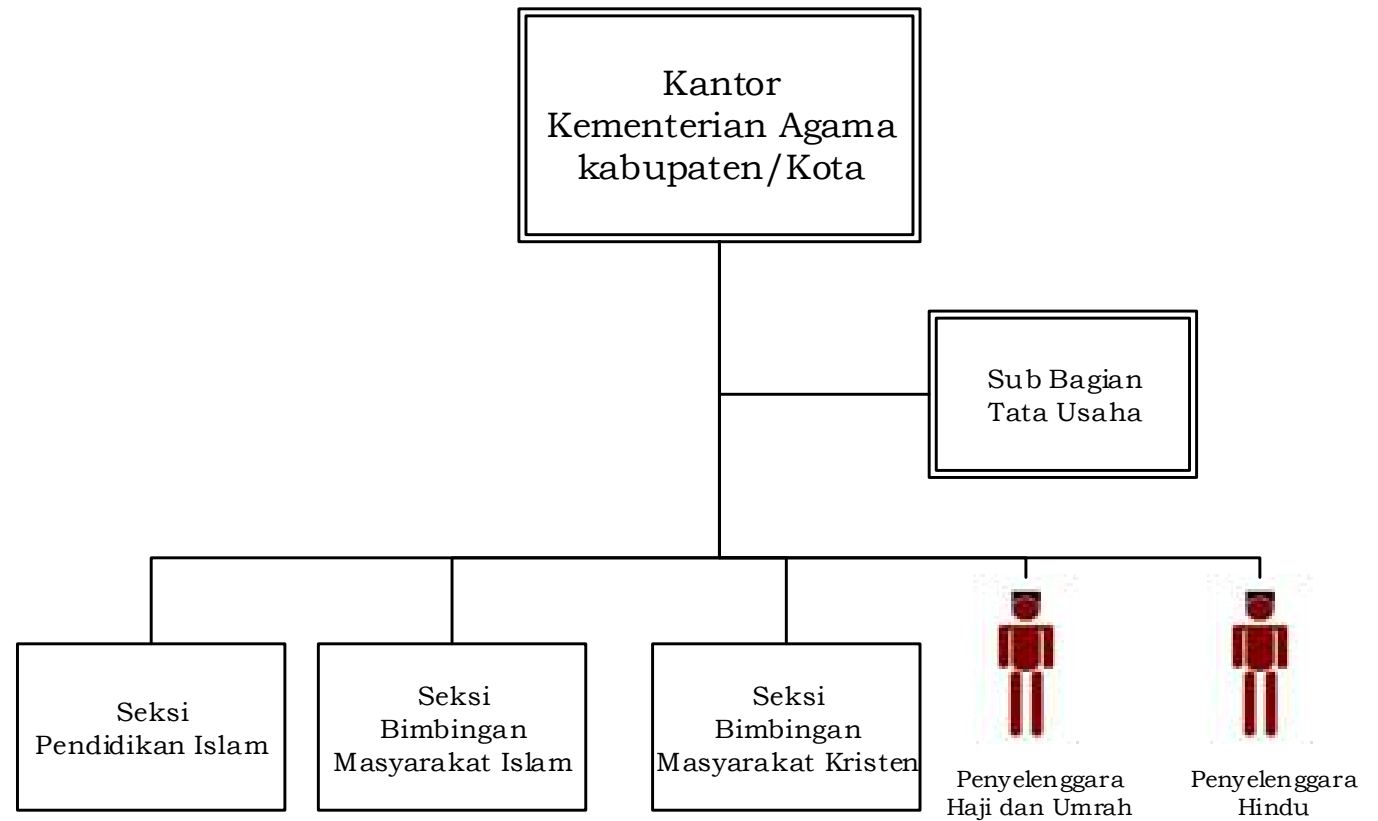 Kantor
Kementerian Agama
kabupaten/Kota
Sub Bagian
Tata Usaha
Seksi
Pendidikan Islam
Seksi
Bimbingan
Masyarakat Islam
Seksi
Bimbingan
Masyarakat Kristen
Penyelenggara
Haji dan Umrah
Penyelenggara
Hindu